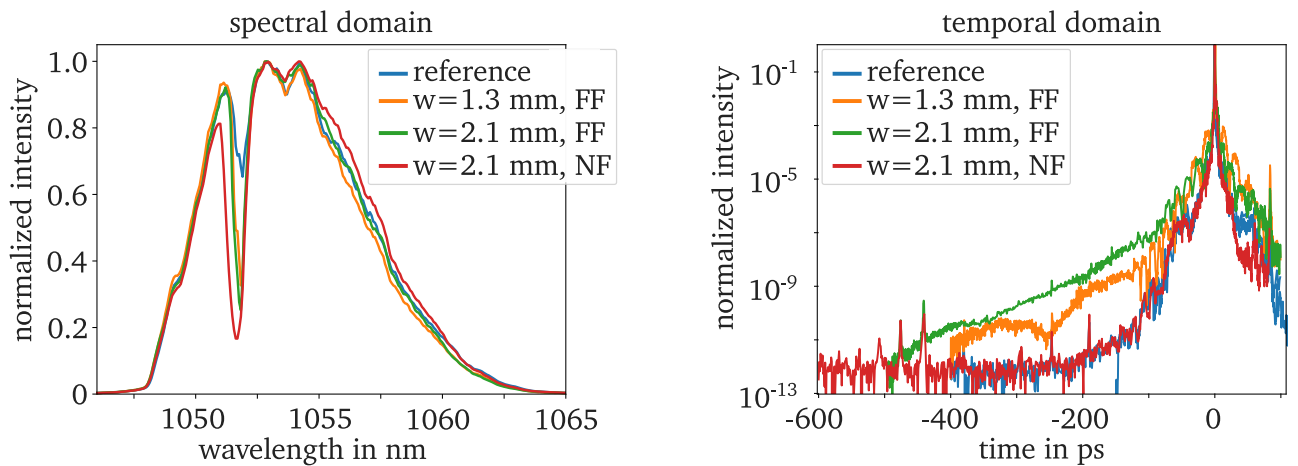 spectral domain
normalized intensity
1.0
0.8
0.6
0.4
0.2
0
1050
1055
1060
1065
wavelength in nm
reference
w=1.3 mm, FF
w=2.1 mm, FF
w=2.1 mm, NF
temporal domain
normalized intensity
10-1
10-5
10-9
10-13
-600
-400
-200
0
time in ps
reference
w=1.3 mm, FF
w=2.1 mm, FF
w=2.1 mm, NF